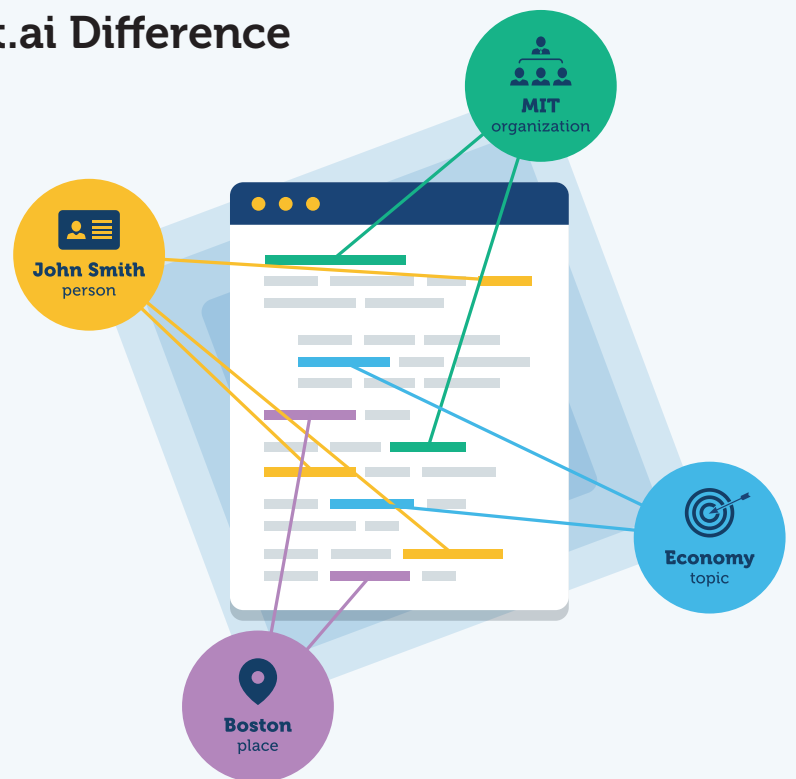 t.ai Difference
MIT
organization
John Smith
person
Economy
topic
Boston
place